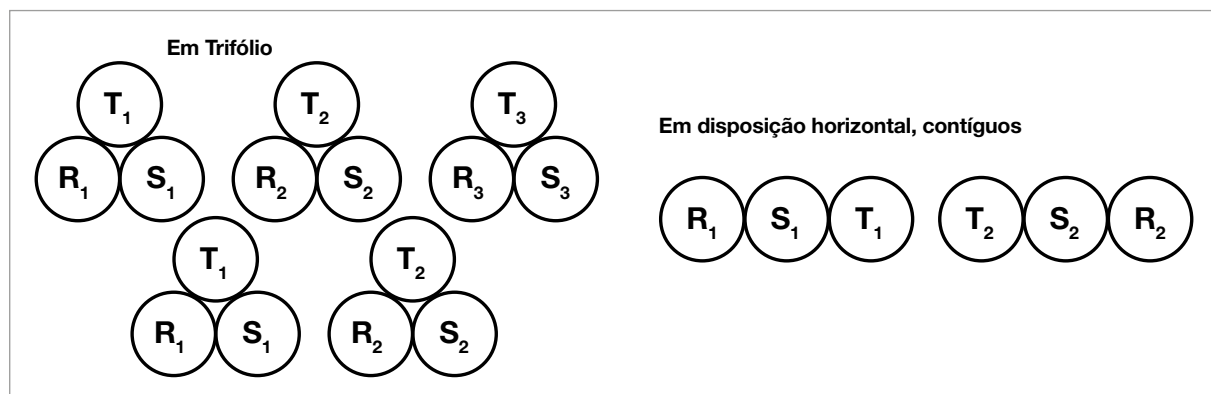 Em Trifólio
T₁ T₂ T₃
R₁ S₁ R₂ S₂ R₃ S₃
T₁ T₂
R₁ S₁ R₂ S₂
Em disposição horizontal, contíguos
R₁ S₁ T₁ T₂ S₂ R₂